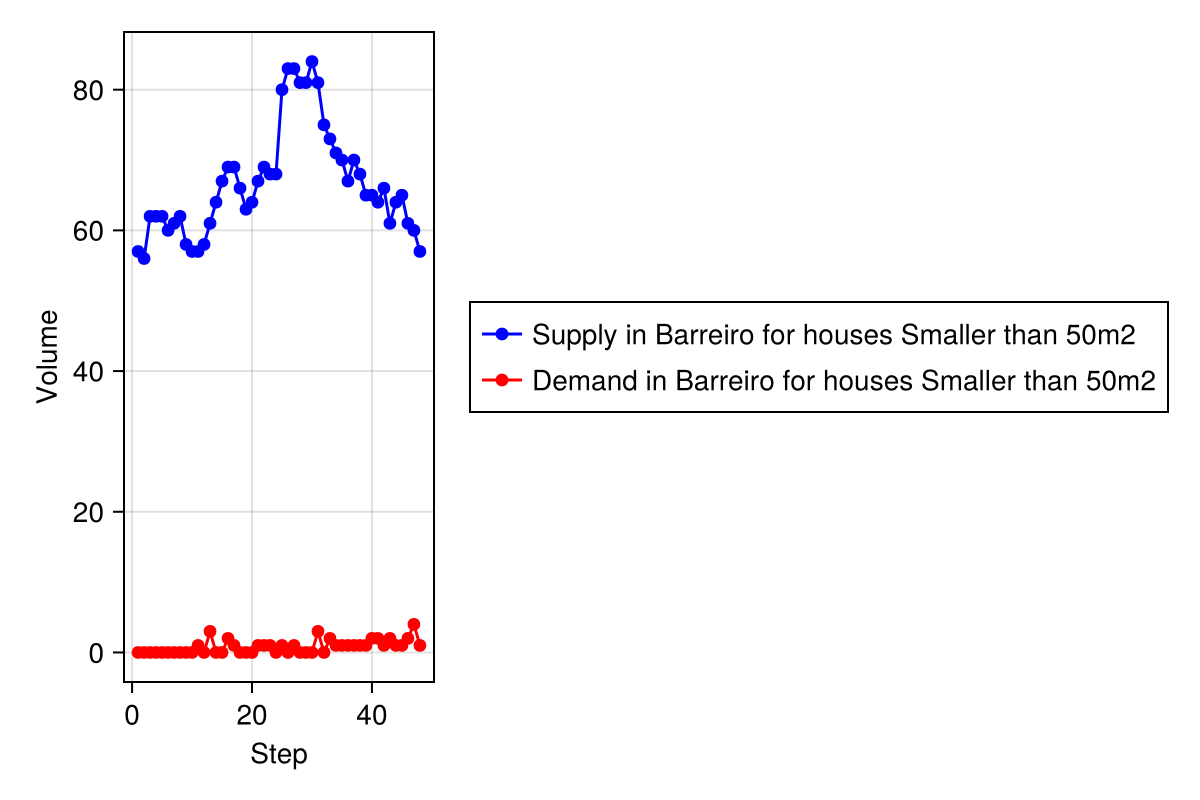 80
60
40
20
0
Volume
0 20 40
Step
Supply in Barreiro for houses Smaller than 50m2
Demand in Barreiro for houses Smaller than 50m2